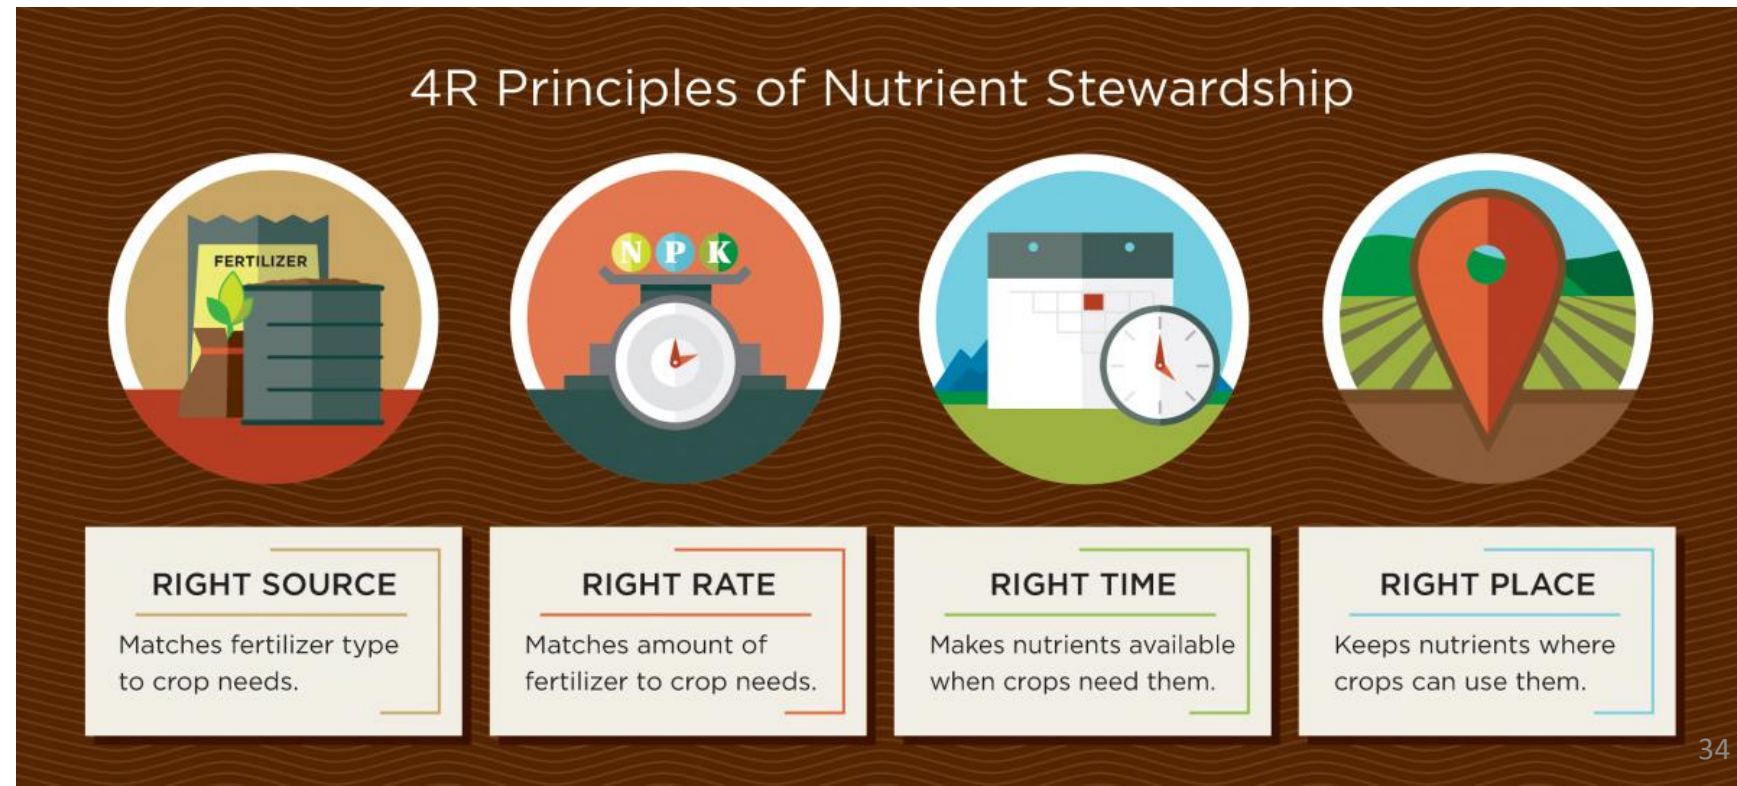 4R Principles of Nutrient Stewardship
FERTILIZER
N P K
RIGHT SOURCE
Matches fertilizer type
to crop needs.
RIGHT RATE
Matches amount of
fertilizer to crop needs.
RIGHT TIME
Makes nutrients available
when crops need them.
RIGHT PLACE
Keeps nutrients where
crops can use them.
34